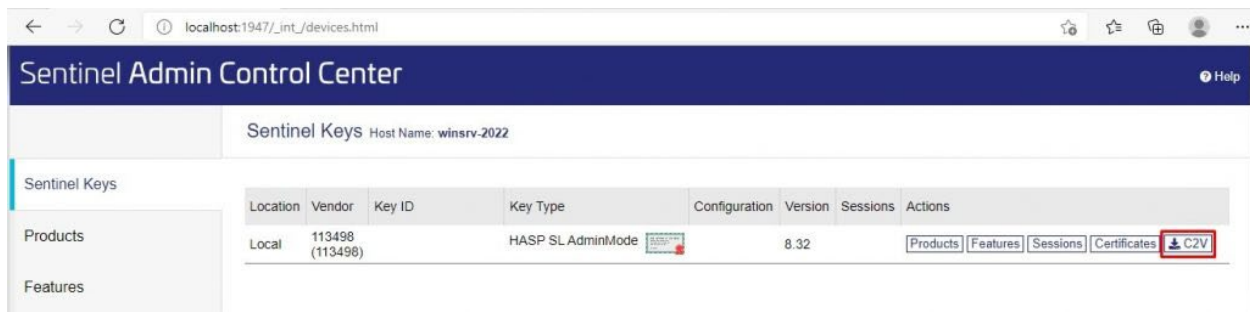 localhost:1947/_int_/devices.html
Sentinel Admin Control Center
Help
Sentinel Keys Host Name: winsrv-2022
Sentinel Keys
Products
Features
Location Vendor Key ID Key Type Configuration Version Sessions Actions
Local 113498 (113498) HASP SL AdminMode 8.32 Products Features Sessions Certificates C2V